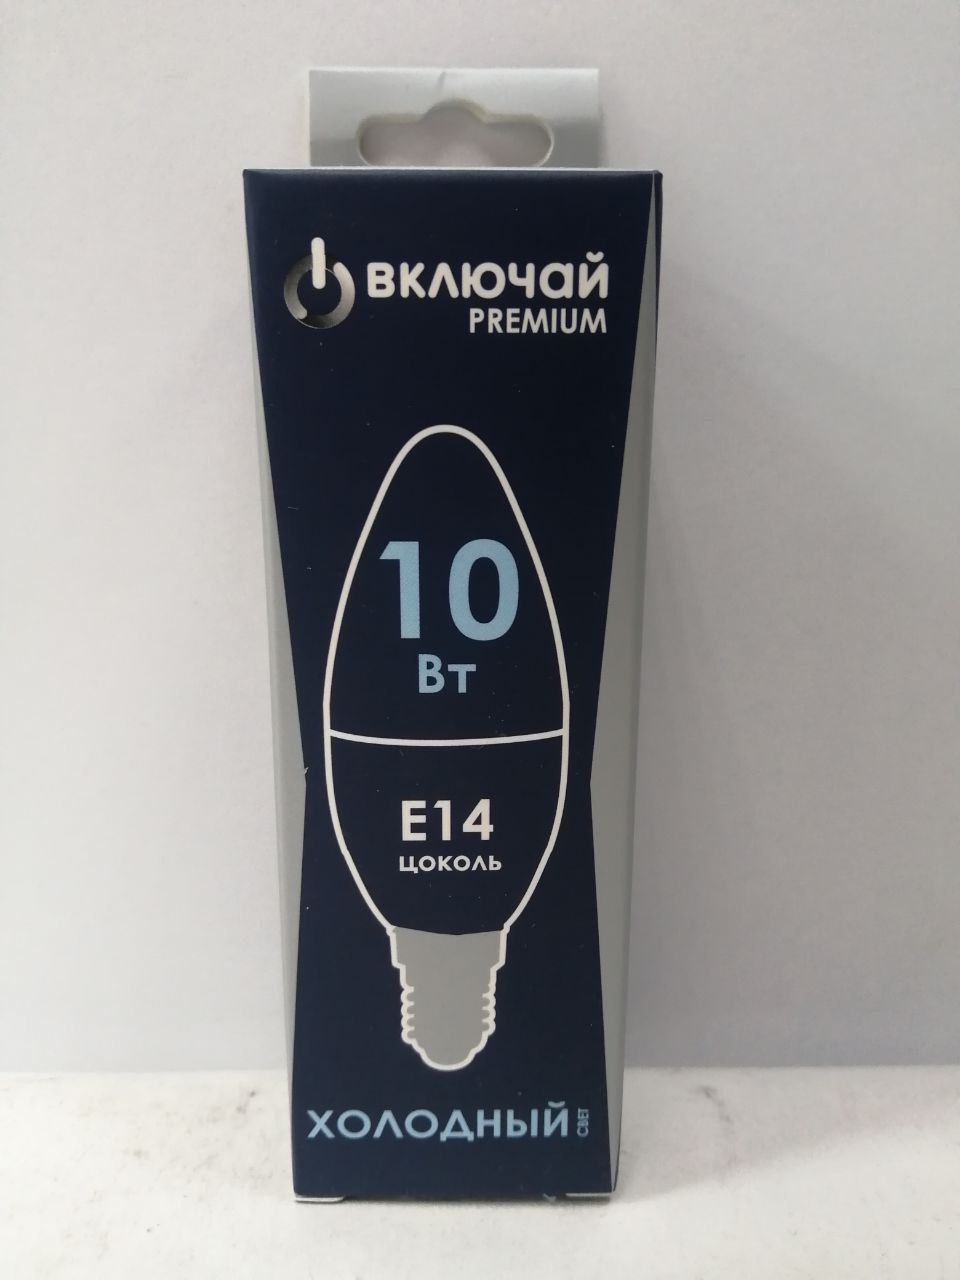 ВКЛЮЧАЙ
PREMIUM
10
Вт
E14
ЦОКОЛЬ
ХОЛОДНЫЙ СВЕТ